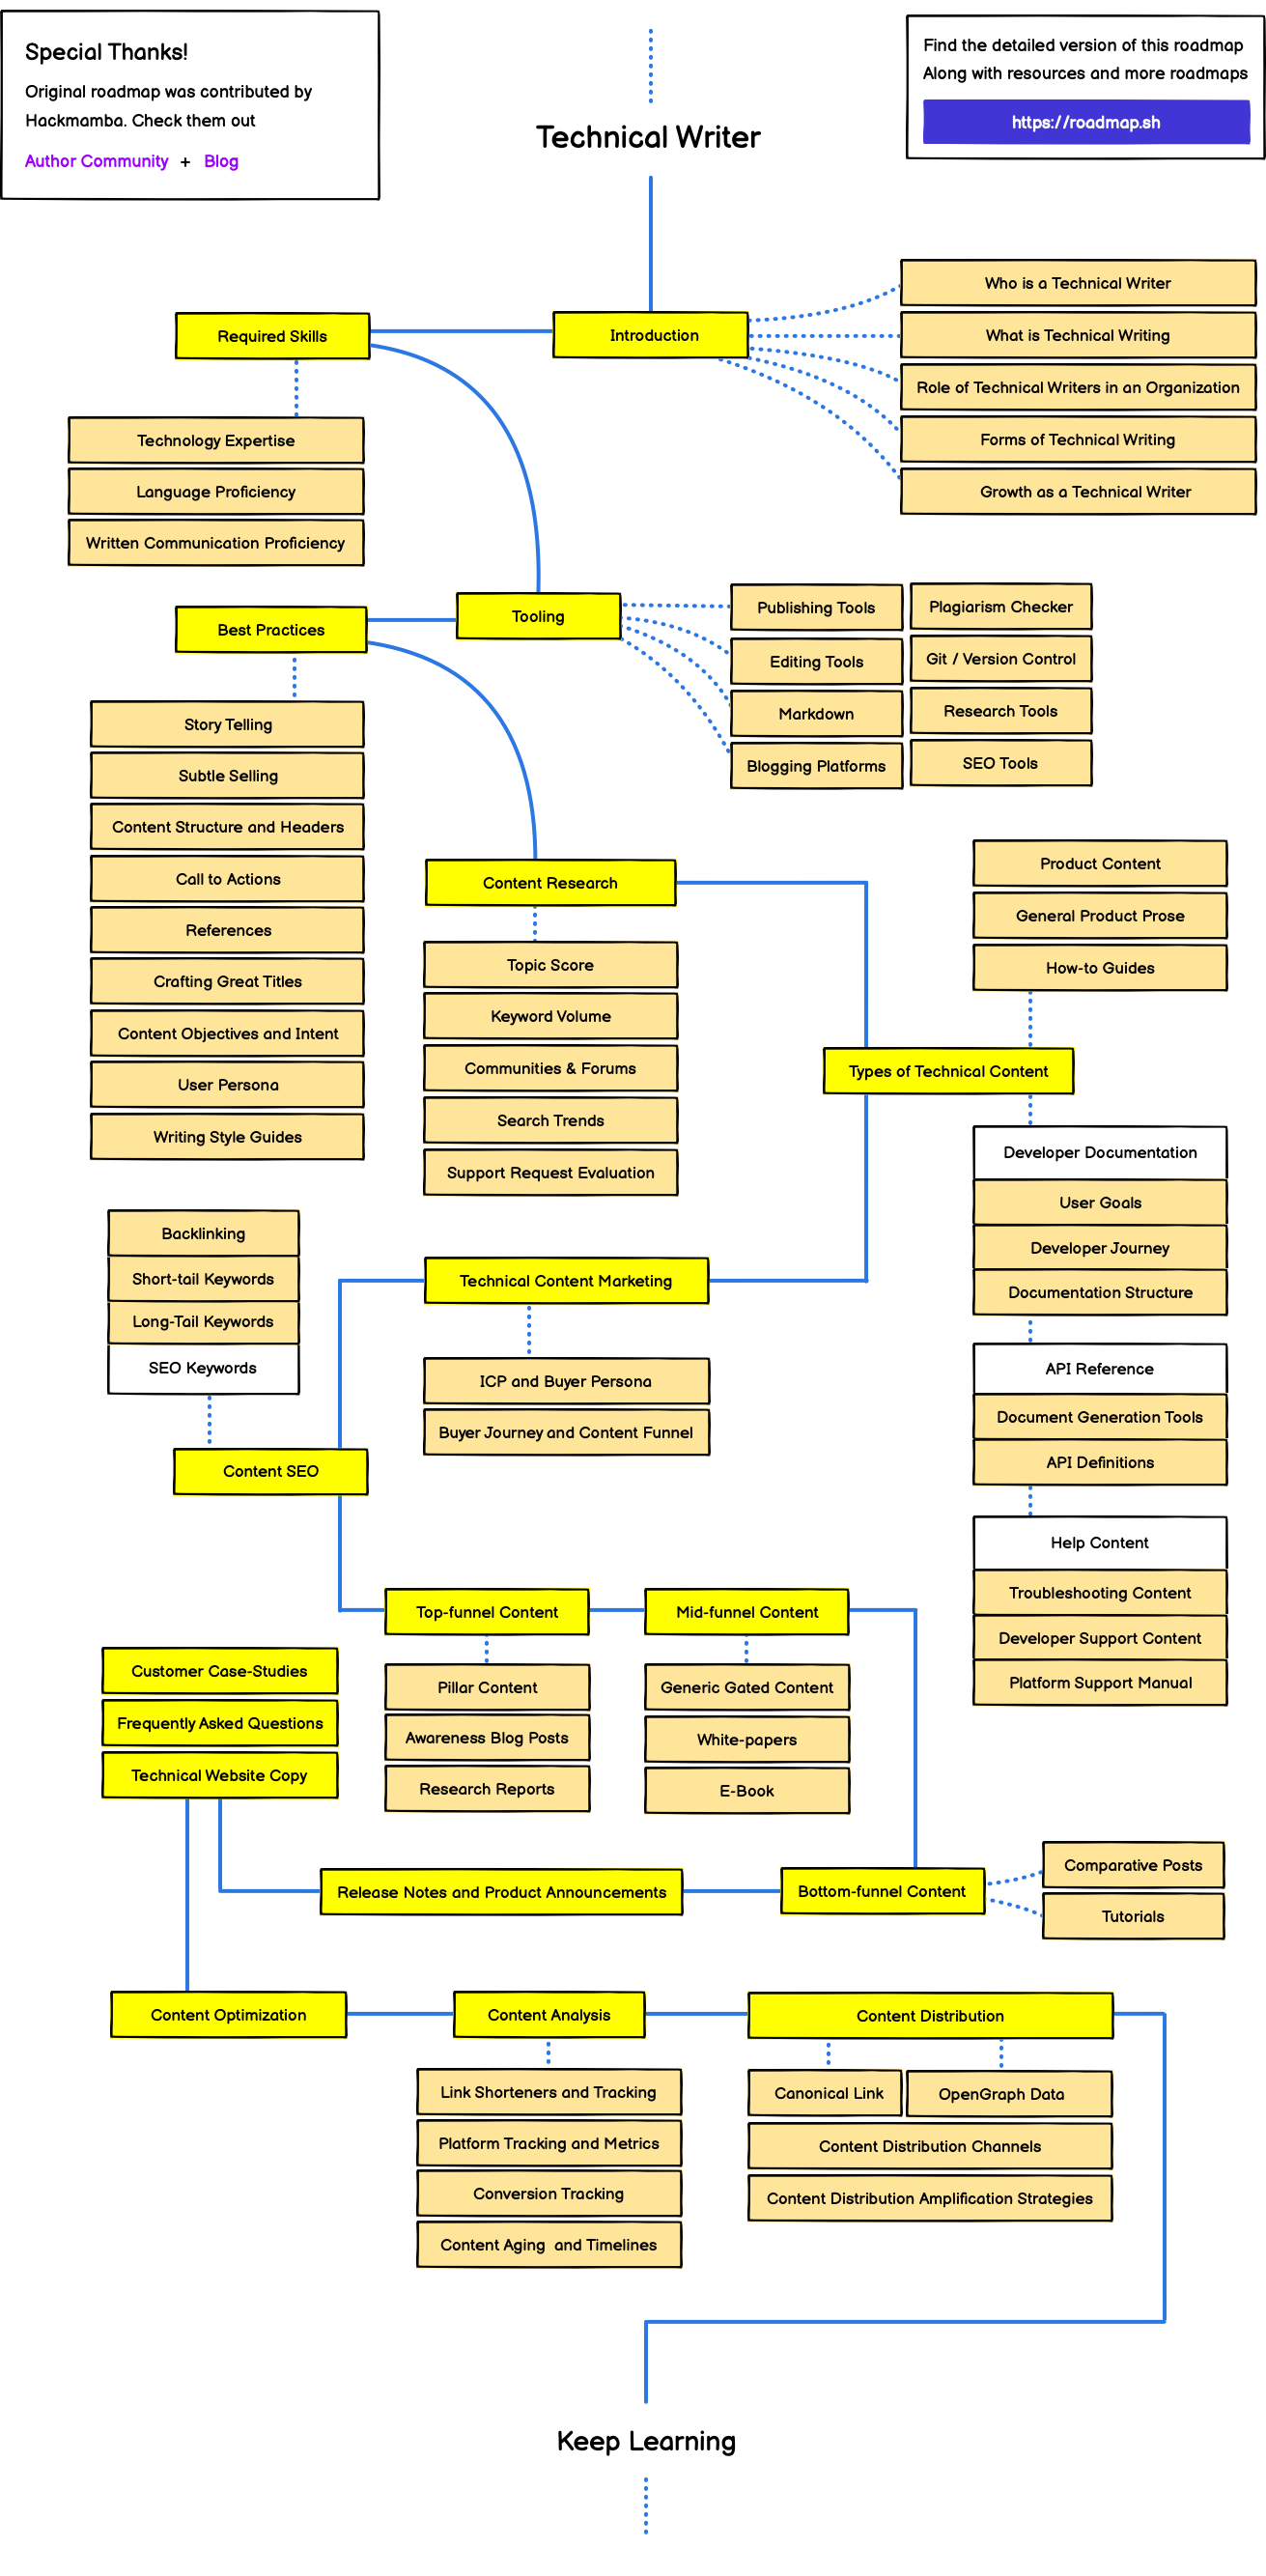 Special Thanks!
Original roadmap was contributed by
Hackmamba. Check them out
Author Community + Blog
Find the detailed version of this roadmap
Along with resources and more roadmaps
https://roadmap.sh
Technical Writer
Introduction
Who is a Technical Writer
What is Technical Writing
Role of Technical Writers in an Organization
Forms of Technical Writing
Growth as a Technical Writer
Required Skills
Technology Expertise
Language Proficiency
Written Communication Proficiency
Tooling
Publishing Tools
Editing Tools
Markdown
Blogging Platforms
Plagiarism Checker
Git / Version Control
Research Tools
SEO Tools
Best Practices
Story Telling
Subtle Selling
Content Structure and Headers
Call to Actions
References
Crafting Great Titles
Content Objectives and Intent
User Persona
Writing Style Guides
Content Research
Topic Score
Keyword Volume
Communities & Forums
Search Trends
Support Request Evaluation
Product Content
General Product Prose
How-to Guides
Types of Technical Content
Developer Documentation
User Goals
Developer Journey
Documentation Structure
API Reference
Document Generation Tools
API Definitions
Help Content
Troubleshooting Content
Developer Support Content
Platform Support Manual
Technical Content Marketing
ICP and Buyer Persona
Buyer Journey and Content Funnel
Backlinking
Short-tail Keywords
Long-Tail Keywords
SEO Keywords
Content SEO
Top-funnel Content
Pillar Content
Awareness Blog Posts
Research Reports
Mid-funnel Content
Generic Gated Content
White-papers
E-Book
Bottom-funnel Content
Comparative Posts
Tutorials
Release Notes and Product Announcements
Customer Case-Studies
Frequently Asked Questions
Technical Website Copy
Content Optimization
Content Analysis
Link Shorteners and Tracking
Platform Tracking and Metrics
Conversion Tracking
Content Aging and Timelines
Content Distribution
Canonical Link
OpenGraph Data
Content Distribution Channels
Content Distribution Amplification Strategies
Keep Learning